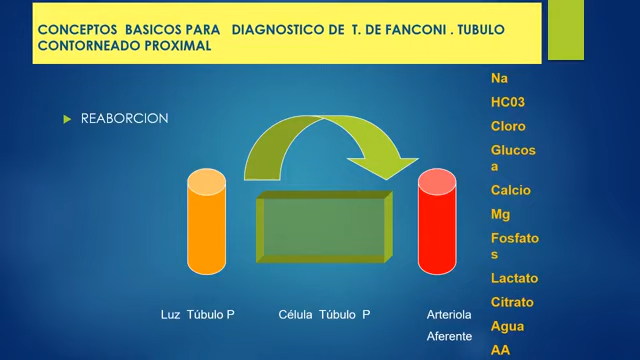 CONCEPTOS BASICOS PARA DIAGNOSTICO DE T. DE FANCONI . TUBULO
CONTORNEADO PROXIMAL
REABORCION
Na
HC03
Cloro
Glucos
a
Calcio
Mg
Fosfato
s
Lactato
Citrato
Agua
AA
Luz Túbulo P
Célula Túbulo P
Arteriola
Aferente